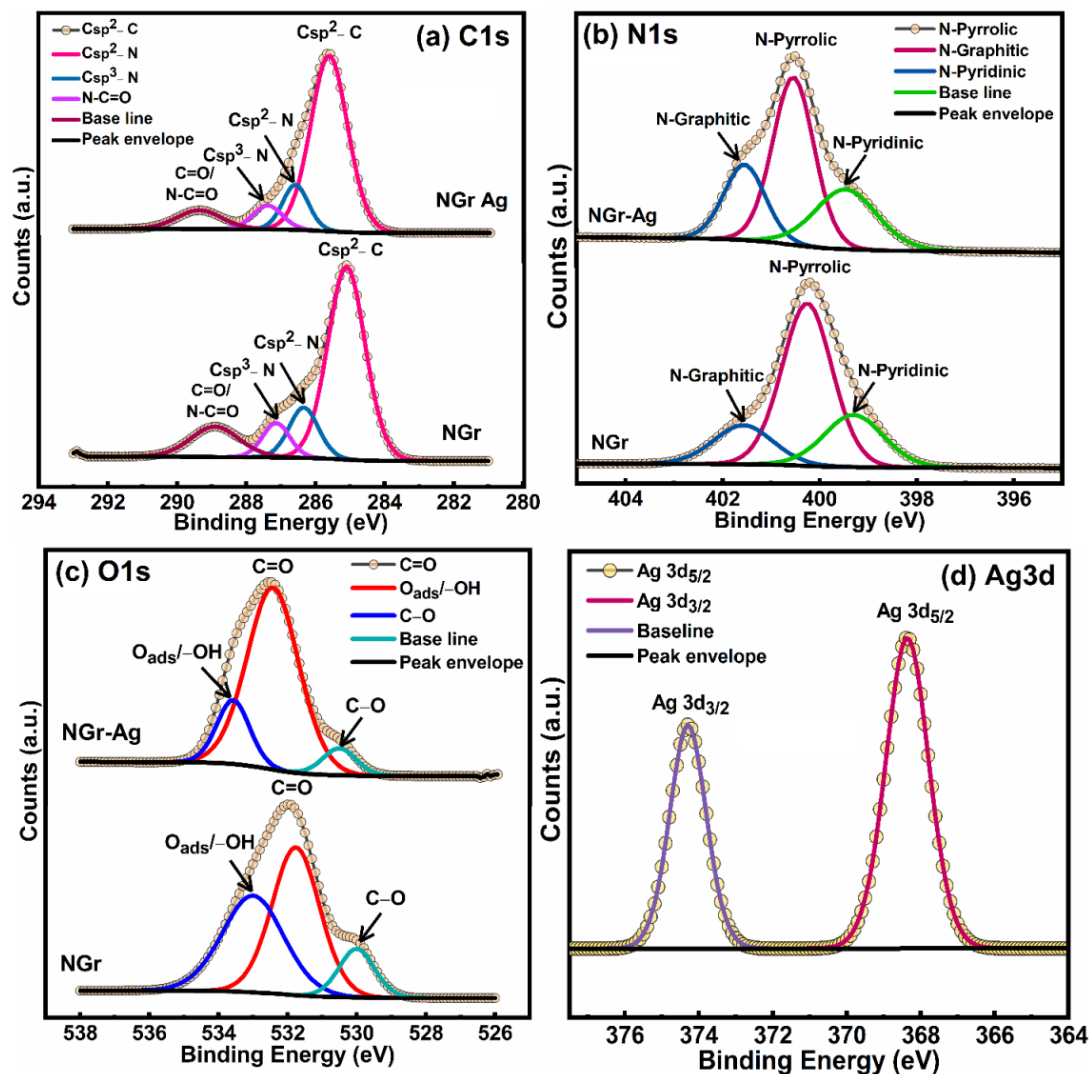 (a) C1s
Csp2– C
Csp2– N
Csp3– N
N-C=O
Base line
Peak envelope
Csp2– C
Csp2– N
Csp3– N
C=O/
N-C=O
NGr Ag
Csp2– C
Csp2– N
Csp3– N
C=O/
N-C=O
NGr
Counts (a.u.)
294 292 290 288 286 284 282 280
Binding Energy (eV)
(b) N1s
N-Pyrrolic
N-Graphitic
N-Pyridinic
Base line
Peak envelope
N-Pyrrolic
N-Graphitic
N-Pyridinic
NGr-Ag
N-Pyrrolic
N-Graphitic
N-Pyridinic
NGr
Counts (a.u.)
404 402 400 398 396
Binding Energy (eV)
(c) O1s
C=O
Oads/–OH
C–O
Base line
Peak envelope
C=O
Oads/–OH
C–O
NGr-Ag
C=O
Oads/–OH
C–O
NGr
Counts (a.u.)
538 536 534 532 530 528 526
Binding Energy (eV)
(d) Ag3d
Ag 3d5/2
Ag 3d3/2
Baseline
Peak envelope
Ag 3d5/2
Ag 3d3/2
Counts (a.u.)
376 374 372 370 368 366 364
Binding Energy (eV)